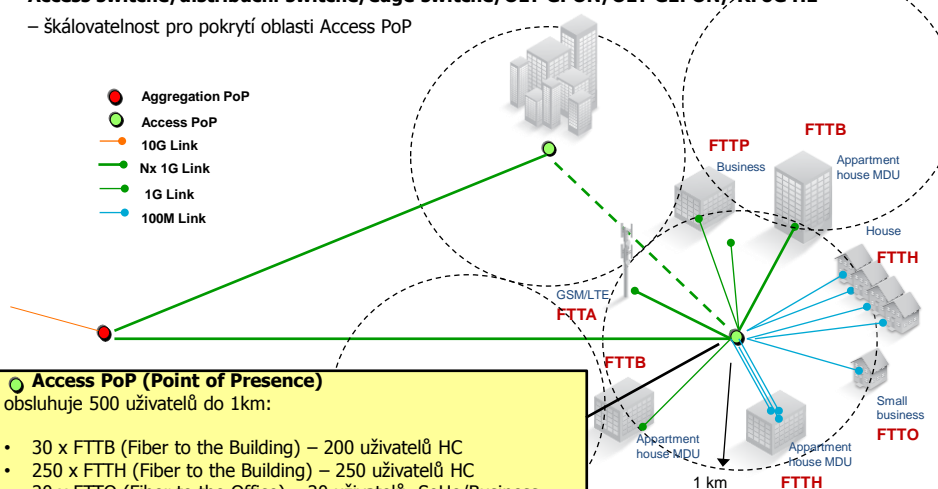 – škálovatelnost pro pokrytí oblasti Access PoP
Aggregation PoP
Access PoP
10G Link
Nx 1G Link
1G Link
100M Link
FTTP
Business
FTTB
Appartment
house MDU
House
FTTH
GSM/LTE
FTTA
FTTB
Appartment
house MDU
Appartment
house MDU
FTTH
Small
business
FTTO
1 km
Access PoP (Point of Presence)
obsluhuje 500 uživatelů do 1km:
• 30 x FTTB (Fiber to the Building) – 200 uživatelů HC
• 250 x FTTH (Fiber to the Building) – 250 uživatelů HC